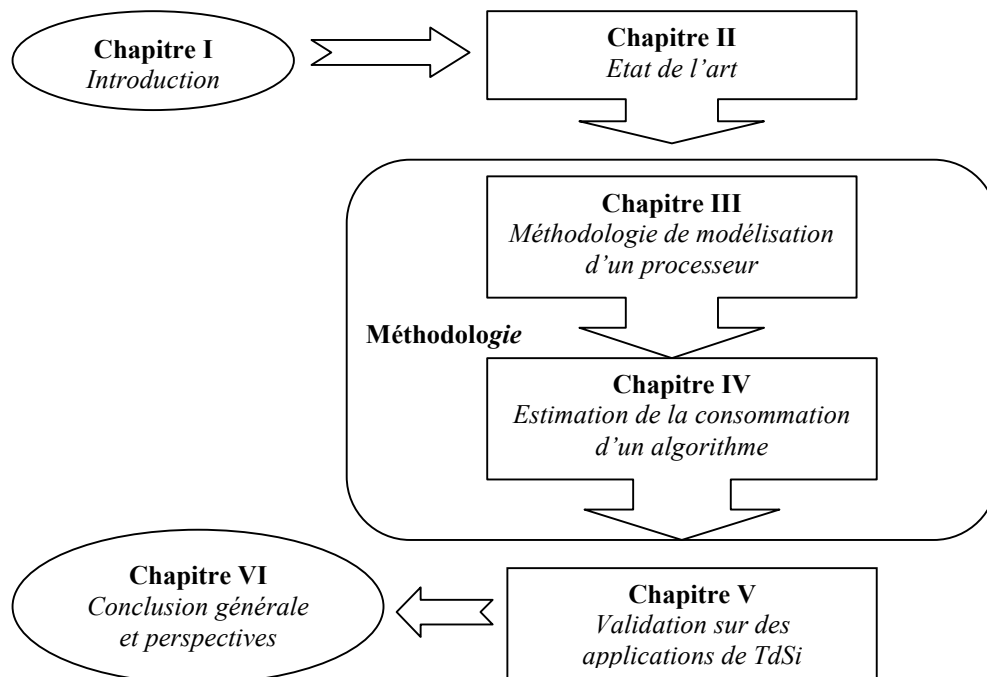 Chapitre I
Introduction
Chapitre II
Etat de l’art
Chapitre III
Méthodologie de modélisation
d’un processeur
Méthodologie
Chapitre IV
Estimation de la consommation
d’un algorithme
Chapitre V
Validation sur des
applications de TdSi
Chapitre VI
Conclusion générale
et perspectives